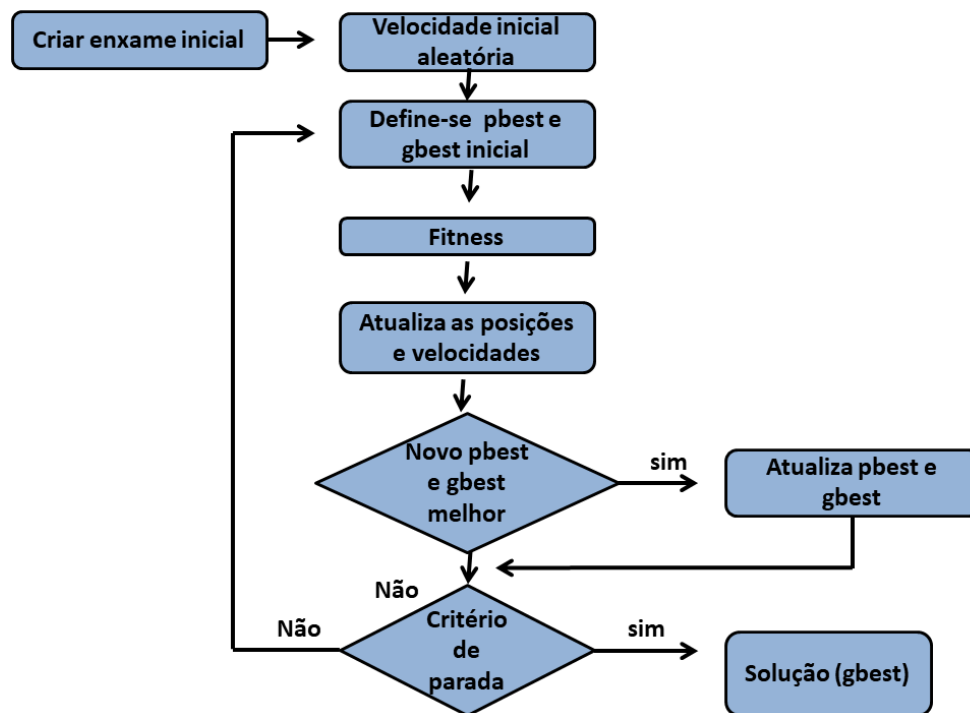 Criar enxame inicial
Velocidade inicial
aleatória
Define-se pbest e
gbest inicial
Fitness
Atualiza as posições
e velocidades
Novo pbest
e gbest
melhor
sim
Atualiza pbest e
gbest
Não
Não
Critério
de
parada
sim
Solução (gbest)